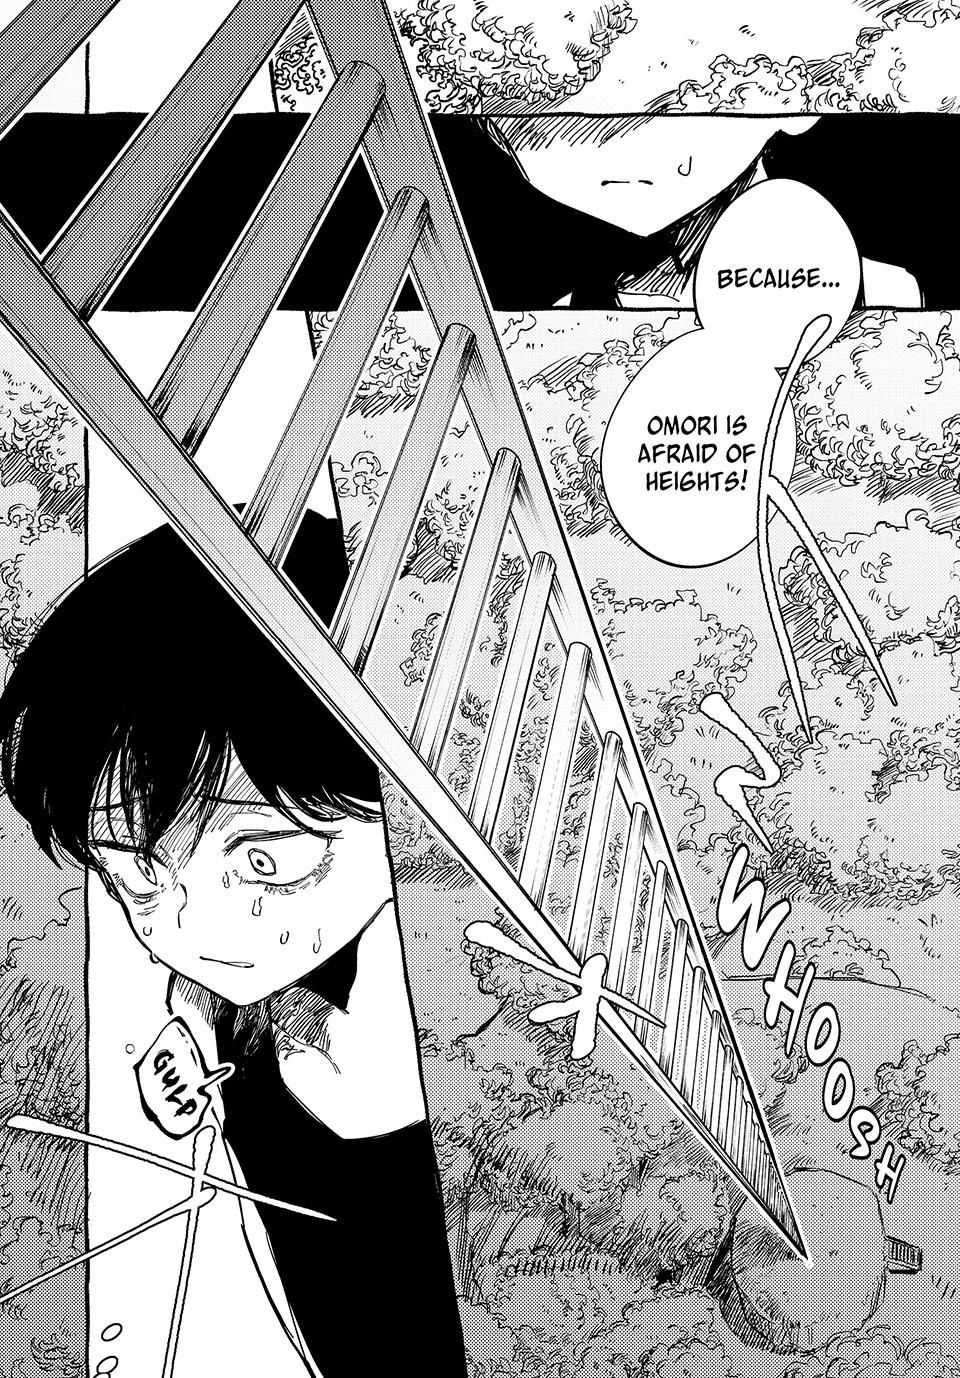 BECAUSE...
OMORI IS
AFRAID OF
HEIGHTS!
WHOOSH
GULP